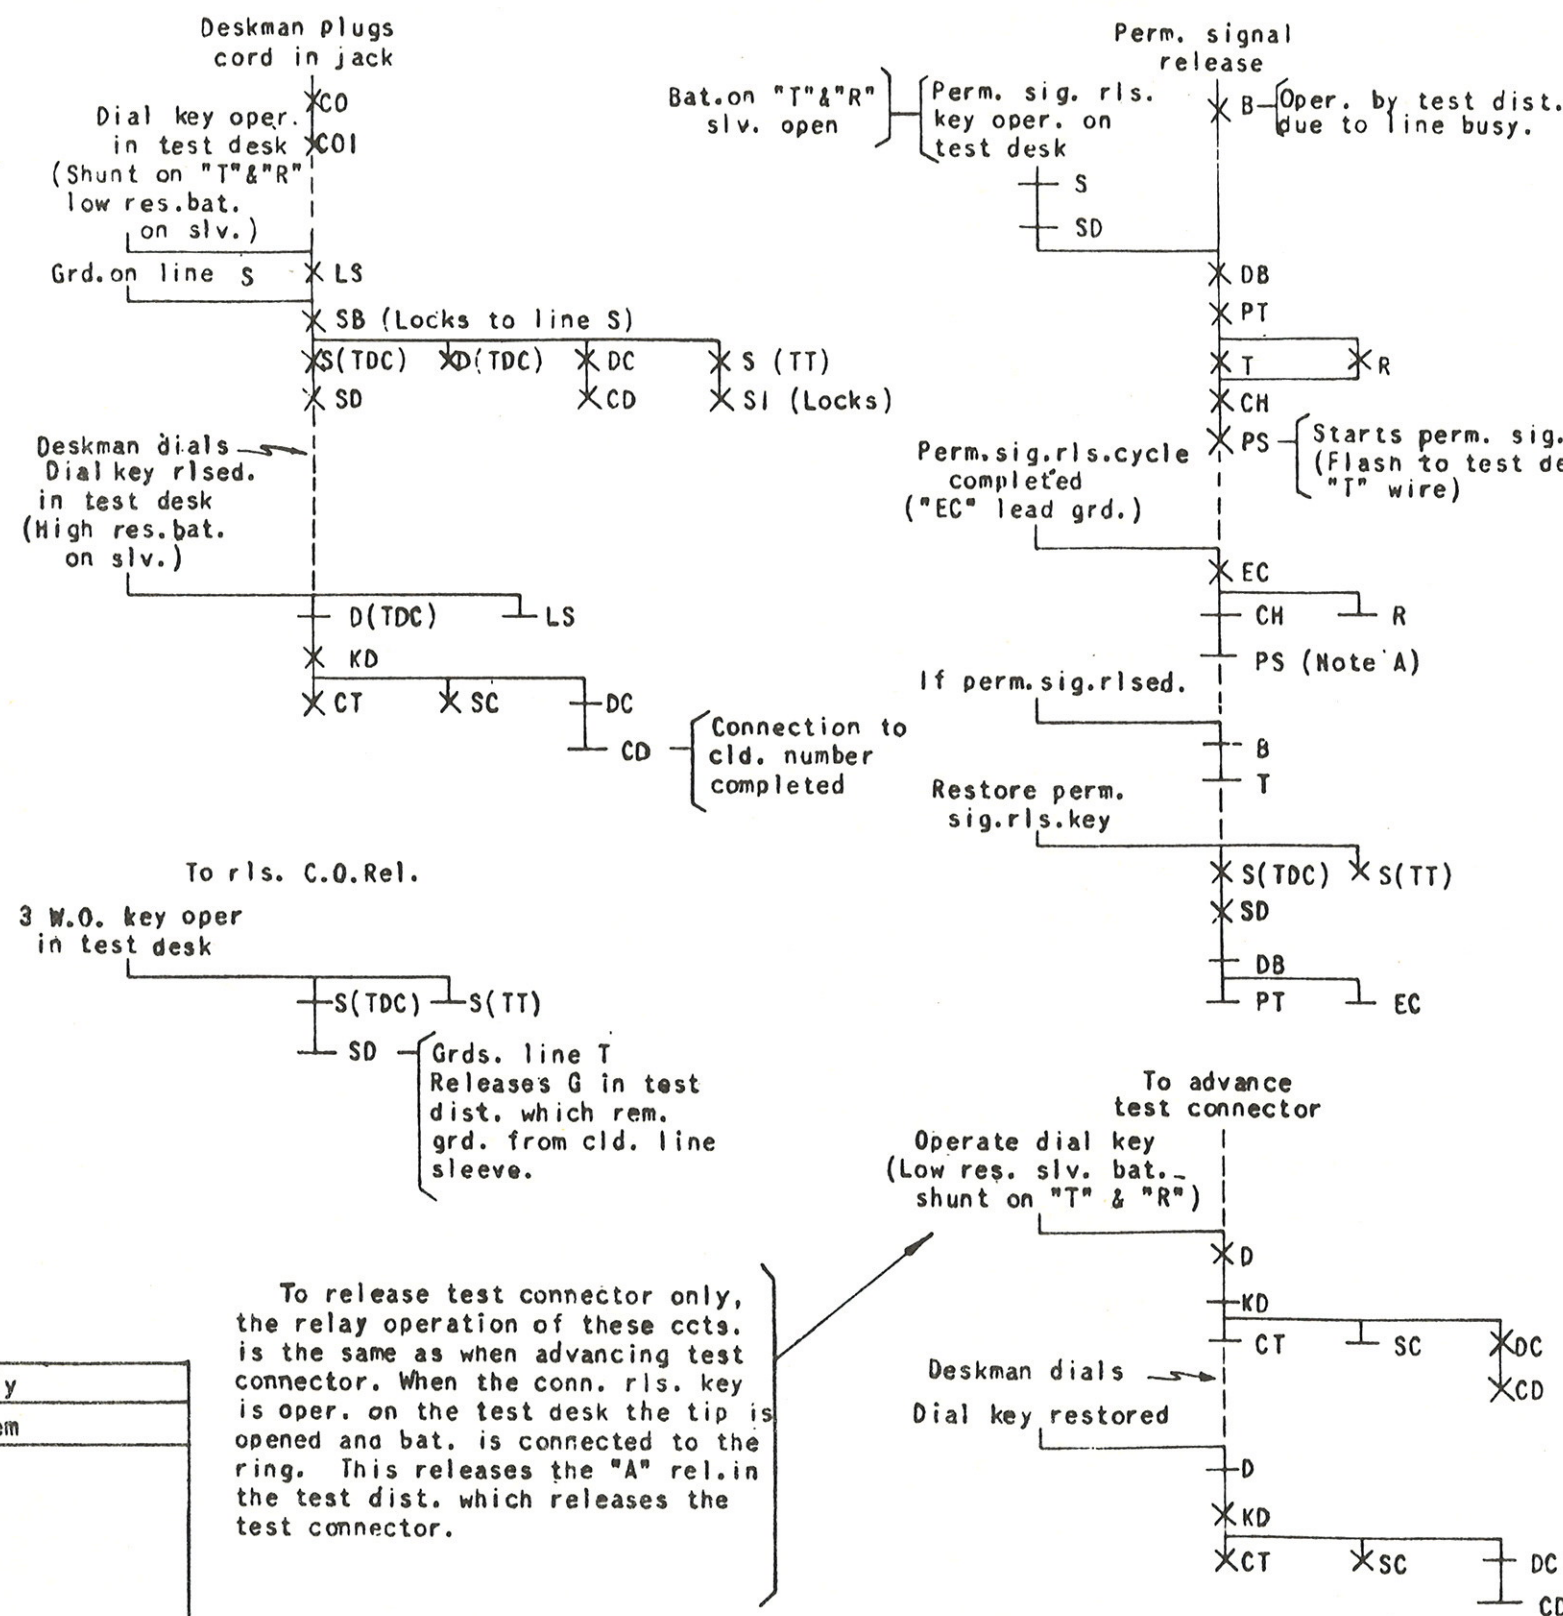 Deskman plugs
cord in jack
CO
Dial key oper.
in test desk
CO1
(Shunt on "T"&"R"
low res.bat.
on slv.)
Grd.on line S
LS
SB (Locks to line S)
S(TDC)
D(TDC)
DC
S (TT)
SD
CD
S1 (Locks)
Deskman dials
Dial key rlsed.
in test desk
(High res.bat.
on slv.)
D(TDC)
LS
KD
CT
SC
DC
CD
Connection to
cld. number
completed
To rls. C.O.Rel.
3 W.O. key oper
in test desk
S(TDC)
S(TT)
SD
Grds. line T
Releases G in test
dist. which rem.
grd. from cld. line
sleeve.
To release test connector only,
the relay operation of these ccts.
is the same as when advancing test
connector. When the conn. rls. key
is oper. on the test desk the tip is
opened and bat. is connected to the
ring. This releases the "A" rel.in
the test dist. which releases the
test connector.
y
em
Perm. signal
release
Bat.on "T"&"R"
slv. open
Perm. sig. rls.
key oper. on
test desk
B
Oper. by test dist.
due to line busy.
S
SD
DB
PT
T
R
CH
PS
Starts perm. sig.
(Flash to test de
"T" wire)
Perm.sig.rls.cycle
completed
("EC" lead grd.)
EC
CH
R
PS (Note A)
If perm.sig.rlsed.
B
T
Restore perm.
sig.rls.key
S(TDC)
S(TT)
SD
DB
PT
EC
To advance
test connector
Operate dial key
(Low res. slv. bat.
shunt on "T" & "R")
D
KD
CT
SC
DC
CD
Deskman dials
Dial key restored
D
KD
CT
SC
DC
CD